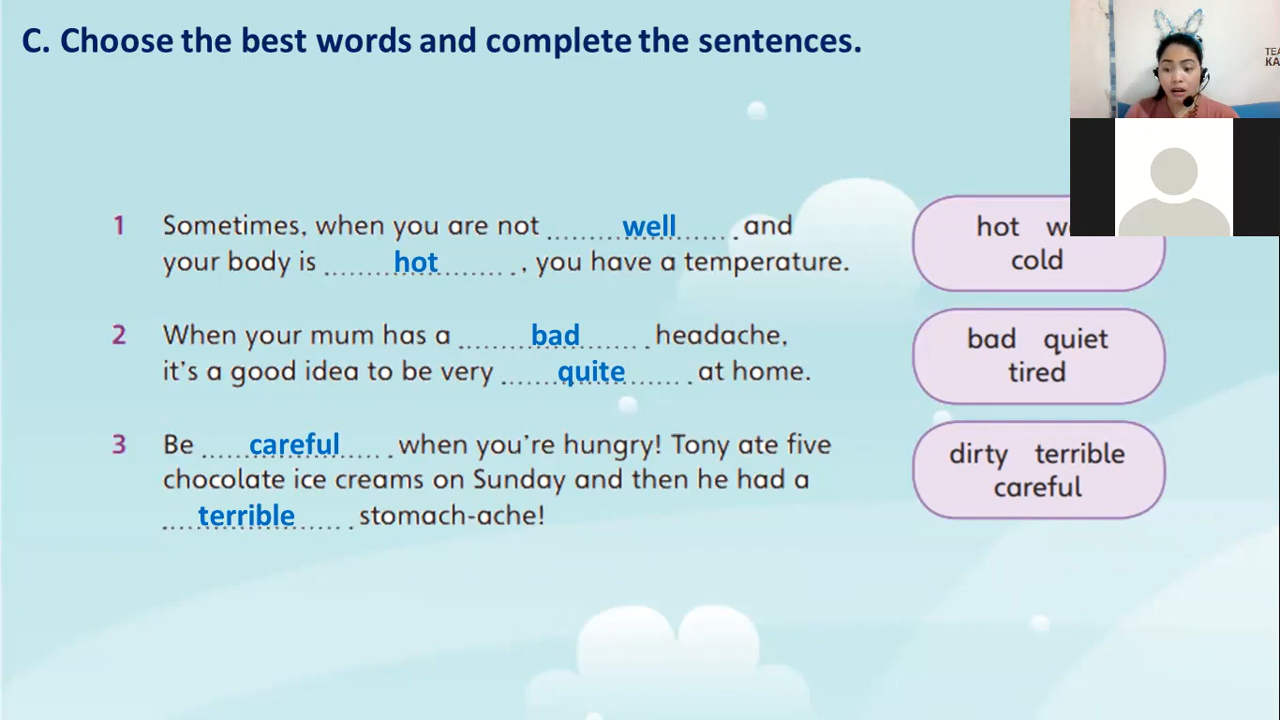 C. Choose the best words and complete the sentences.
TEA
KA
1 Sometimes, when you are not well and
your body is hot, you have a temperature.
hot
cold
2 When your mum has a bad headache,
it's a good idea to be very quite at home.
bad quiet
tired
3 Be careful when you're hungry! Tony ate five
chocolate ice creams on Sunday and then he had a
terrible stomach-ache!
dirty terrible
careful